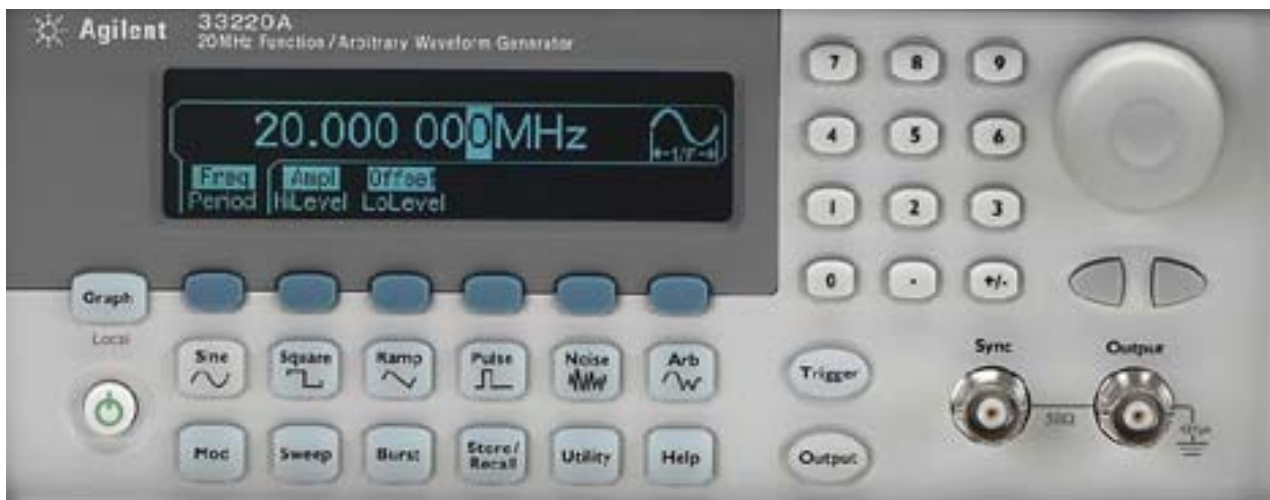 Agilent
33220A
20MHz Function / Arbitrary Waveform Generator
20.000 000MHz
Freq Ampl Offset
Period HiLevel LoLevel
7 8 9
4 5 6
1 2 3
0 . +/-
Graph
Local
Sine Square Ramp Pulse Noise Arb
Mod Sweep Burst Store/ Recall Utility Help
Trigger
Output
Sync
Output
50Ω